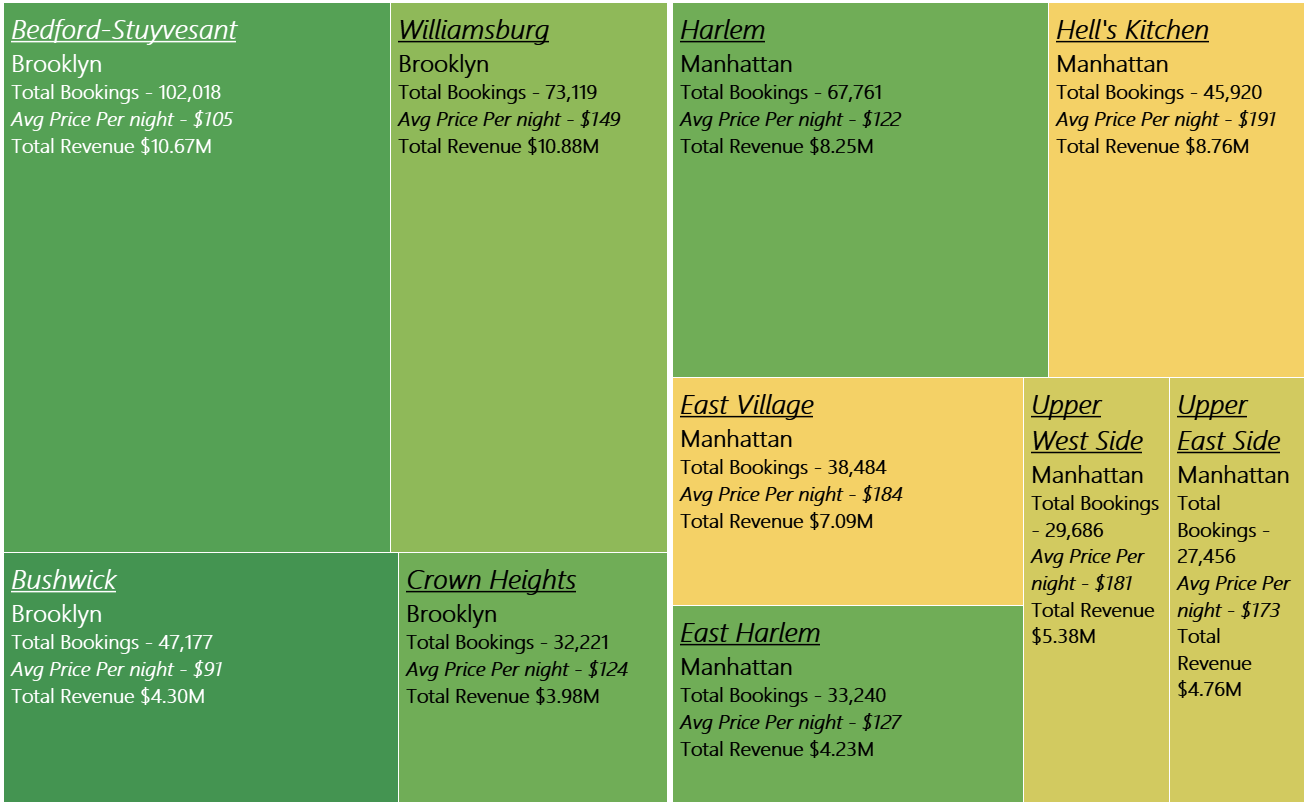 Bedford-Stuyvesant
Brooklyn
Total Bookings - 102,018
Avg Price Per night - $105
Total Revenue $10.67M
Williamsburg
Brooklyn
Total Bookings - 73,119
Avg Price Per night - $149
Total Revenue $10.88M
Harlem
Manhattan
Total Bookings - 67,761
Avg Price Per night - $122
Total Revenue $8.25M
Hell's Kitchen
Manhattan
Total Bookings - 45,920
Avg Price Per night - $191
Total Revenue $8.76M
East Village
Manhattan
Total Bookings - 38,484
Avg Price Per night - $184
Total Revenue $7.09M
Upper
West Side
Manhattan
Total Bookings
- 29,686
Avg Price Per
night - $181
Total Revenue
$5.38M
Upper
East Side
Manhattan
Total
Bookings -
27,456
Avg Price Per
night - $173
Total
Revenue
$4.76M
Bushwick
Brooklyn
Total Bookings - 47,177
Avg Price Per night - $91
Total Revenue $4.30M
Crown Heights
Brooklyn
Total Bookings - 32,221
Avg Price Per night - $124
Total Revenue $3.98M
East Harlem
Manhattan
Total Bookings - 33,240
Avg Price Per night - $127
Total Revenue $4.23M